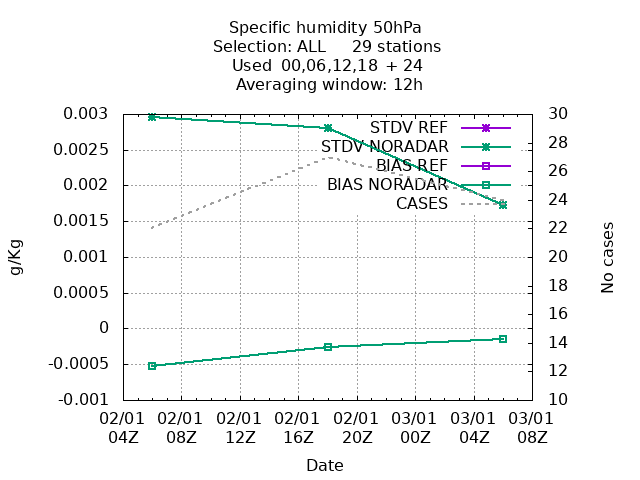 Specific humidity 50hPa
Selection: ALL 29 stations
Used 00,06,12,18 + 24
Averaging window: 12h
0.003
0.0025
0.002
0.0015
0.001
0.0005
0
-0.0005
-0.001
g/Kg
STDV REF
STDV NORADAR
BIAS REF
BIAS NORADAR
CASES
30
28
26
24
22
20
18
16
14
12
10
No cases
02/01 02/01 02/01 02/01 02/01 03/01 03/01 03/01
04Z 08Z 12Z 16Z 20Z 00Z 04Z 08Z
Date